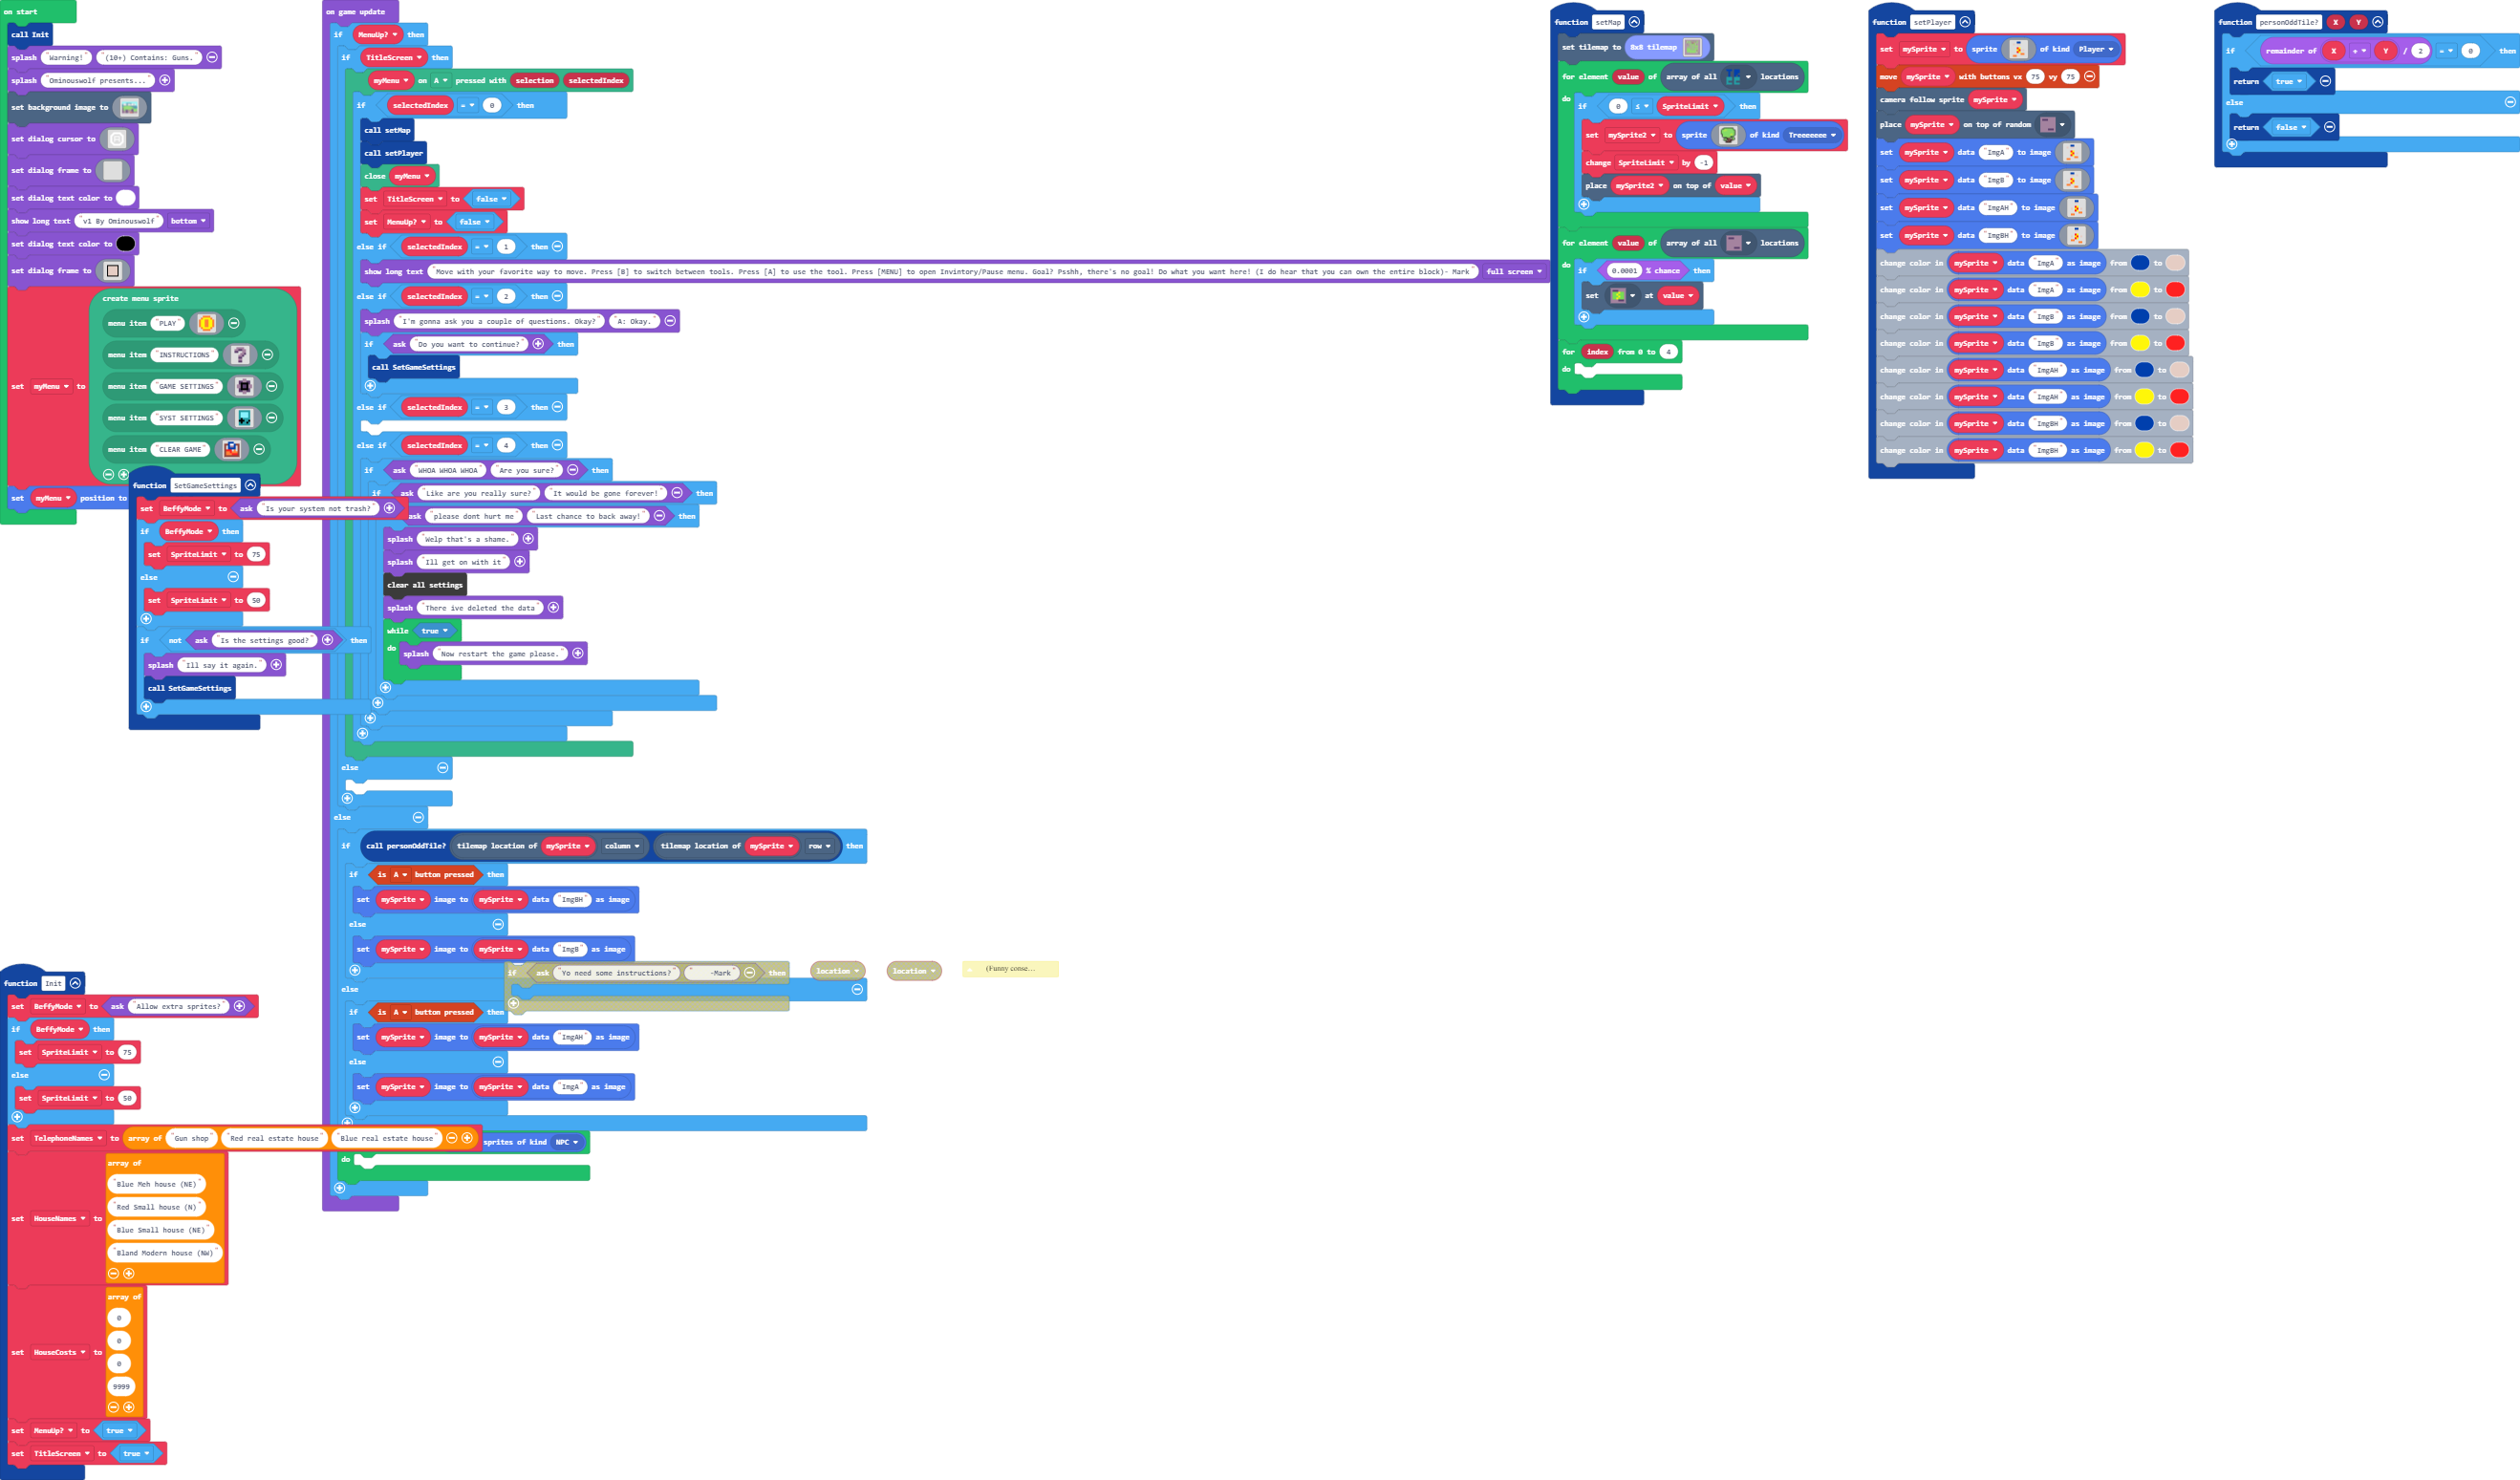 on start
call Init
splash "Warning!" "(10+) Contains: Guns."
splash "Ominouswolf presents..."
set background image to
set dialog cursor to
set dialog frame to
set dialog text color to
show long text "v1 By Ominouswolf" bottom
set dialog text color to
set dialog frame to
set myMenu to
create menu sprite
menu item "PLAY"
menu item "INSTRUCTIONS"
menu item "GAME SETTINGS"
menu item "SYST SETTINGS"
menu item "CLEAR GAME"
set myMenu position to
function SetGameSettings
set BeffyMode to ask "Is your system not trash?"
if BeffyMode then
set SpriteLimit to 75
else
set SpriteLimit to 50
if not ask "Is the settings good?" then
splash "Ill say it again."
call SetGameSettings
function Init
set BeffyMode to ask "Allow extra sprites?"
if BeffyMode then
set SpriteLimit to 75
else
set SpriteLimit to 50
set TelephoneNames to array of "Gun shop" "Red real estate house" "Blue real estate house"
set HouseNames to
array of
"Blue Meh house (NE)"
"Red Small house (N)"
"Blue Small house (NE)"
"Bland Modern house (NW)"
set HouseCosts to
array of
0
0
0
9999
set MenuUp? to true
set TitleScreen to true
on game update
if MenuUp? then
if TitleScreen then
myMenu on A pressed with selection selectedIndex
if selectedIndex = 0 then
call setMap
call setPlayer
close myMenu
set TitleScreen to false
set MenuUp? to false
else if selectedIndex = 1 then
show long text "Move with your favorite way to move. Press [B] to switch between tools. Press [A] to use the tool. Press [MENU] to open Invintory/Pause menu. Goal? Psshh, there's no goal! Do what you want here! (I do hear that you can own the entire block)- Mark" full screen
else if selectedIndex = 2 then
splash "I'm gonna ask you a couple of questions. Okay?" "A: Okay."
if ask "Do you want to continue?" then
call SetGameSettings
else if selectedIndex = 3 then
else if selectedIndex = 4 then
if ask "WHOA WHOA WHOA" "Are you sure?" then
if ask "Like are you really sure?" "It would be gone forever!" then
ask "please dont hurt me" "Last chance to back away!" then
splash "Welp that's a shame."
splash "Ill get on with it"
clear all settings
splash "There ive deleted the data"
while true
do splash "Now restart the game please."
else
else
if call personOddTile? tilemap location of mySprite column tilemap location of mySprite row then
if is A button pressed then
set mySprite image to mySprite data "ImgBH" as image
else
set mySprite image to mySprite data "ImgB" as image
if ask "Yo need some instructions?" " -Mark" then
location location (Funny conse...
else
if is A button pressed then
set mySprite image to mySprite data "ImgAH" as image
else
set mySprite image to mySprite data "ImgA" as image
sprites of kind NPC
do
function setMap
set tilemap to 8x8 tilemap
for element value of array of all locations
do if 0 ≤ SpriteLimit then
set mySprite2 to sprite of kind Treeeeeee
change SpriteLimit by -1
place mySprite2 on top of value
for element value of array of all locations
do if 0.0001 % chance then
set at value
for index from 0 to 4
do
function setPlayer
set mySprite to sprite of kind Player
move mySprite with buttons vx 75 vy 75
camera follow sprite mySprite
place mySprite on top of random
set mySprite data "ImgA" to image
set mySprite data "ImgB" to image
set mySprite data "ImgAH" to image
set mySprite data "ImgBH" to image
change color in mySprite data "ImgA" as image from to
change color in mySprite data "ImgA" as image from to
change color in mySprite data "ImgB" as image from to
change color in mySprite data "ImgB" as image from to
change color in mySprite data "ImgAH" as image from to
change color in mySprite data "ImgAH" as image from to
change color in mySprite data "ImgBH" as image from to
change color in mySprite data "ImgBH" as image from to
function personOddTile? X Y
if remainder of X + Y / 2 = 0 then
return true
else
return false